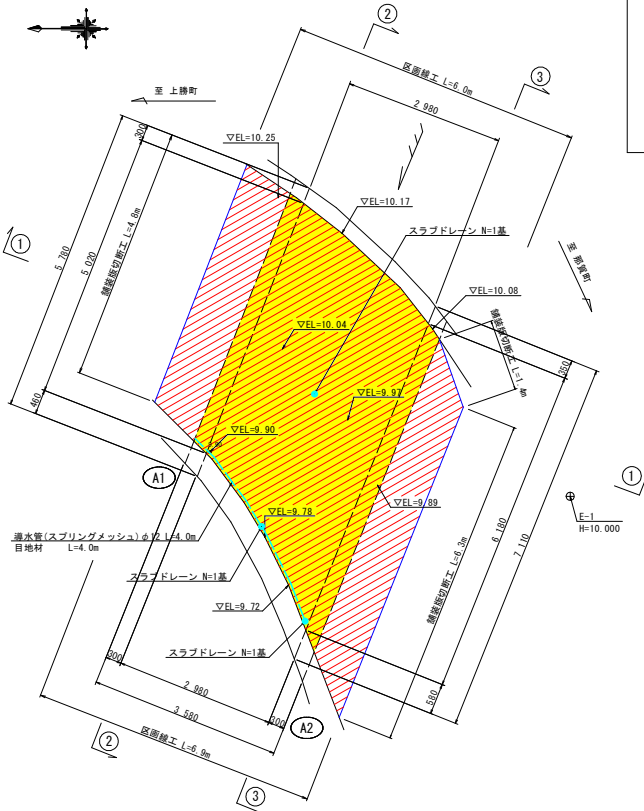 ②
区画線工 L=6.0m
③
至 上勝町
2 980
300
▽EL=10.25
▽EL=10.17
スラブドレーン N=1基
①
5 780
5 020
舗装版切断工 L=4.8m
至 那賀町
▽EL=10.08
▽EL=10.04
舗装版切断工 L=1.4m
350
▽EL=9.97
460
▽EL=9.90
A1
①
▽EL=9.89
E-1
H=10.000
▽EL=9.78
導水管(スプリングメッシュ)φ12 L=4.0m
目地材 L=4.0m
6 180
7 110
舗装版切断工 L=6.3m
スラブドレーン N=1基
▽EL=9.72
スラブドレーン N=1基
300
2 980
3 580
300
580
A2
区画線工 L=6.9m
②
③